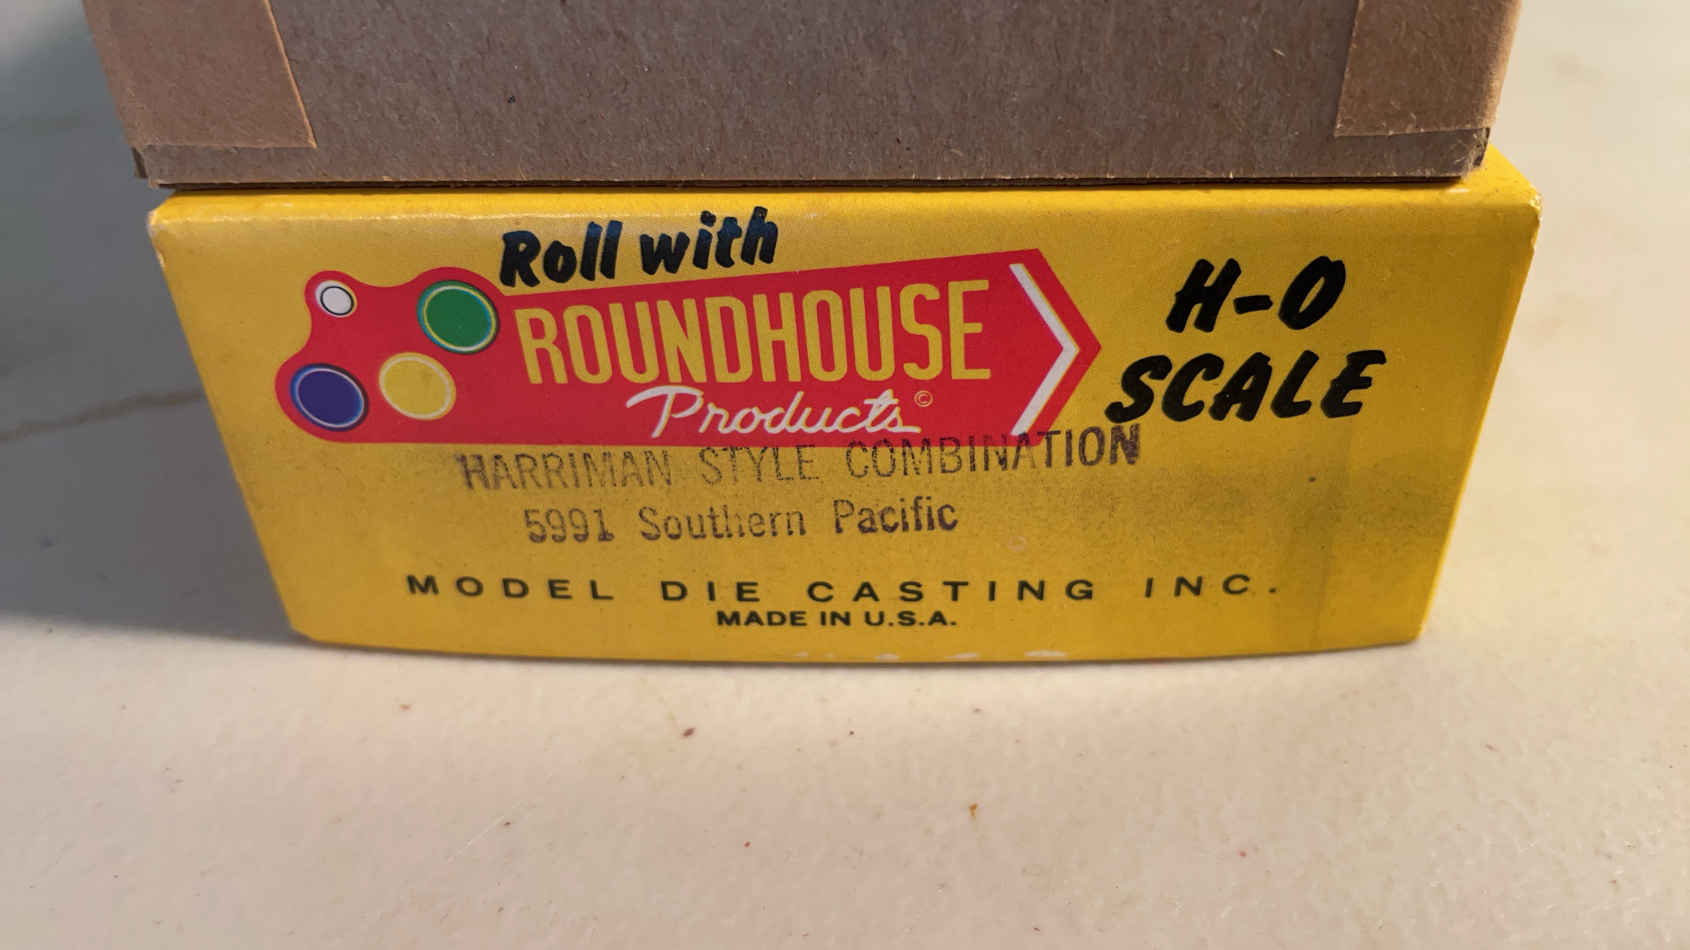 Roll with
ROUNDHOUSE
Products ©
H-O
SCALE
HARRIMAN STYLE COMBINATION
5991 Southern Pacific
MODEL DIE CASTING INC.
MADE IN U.S.A.